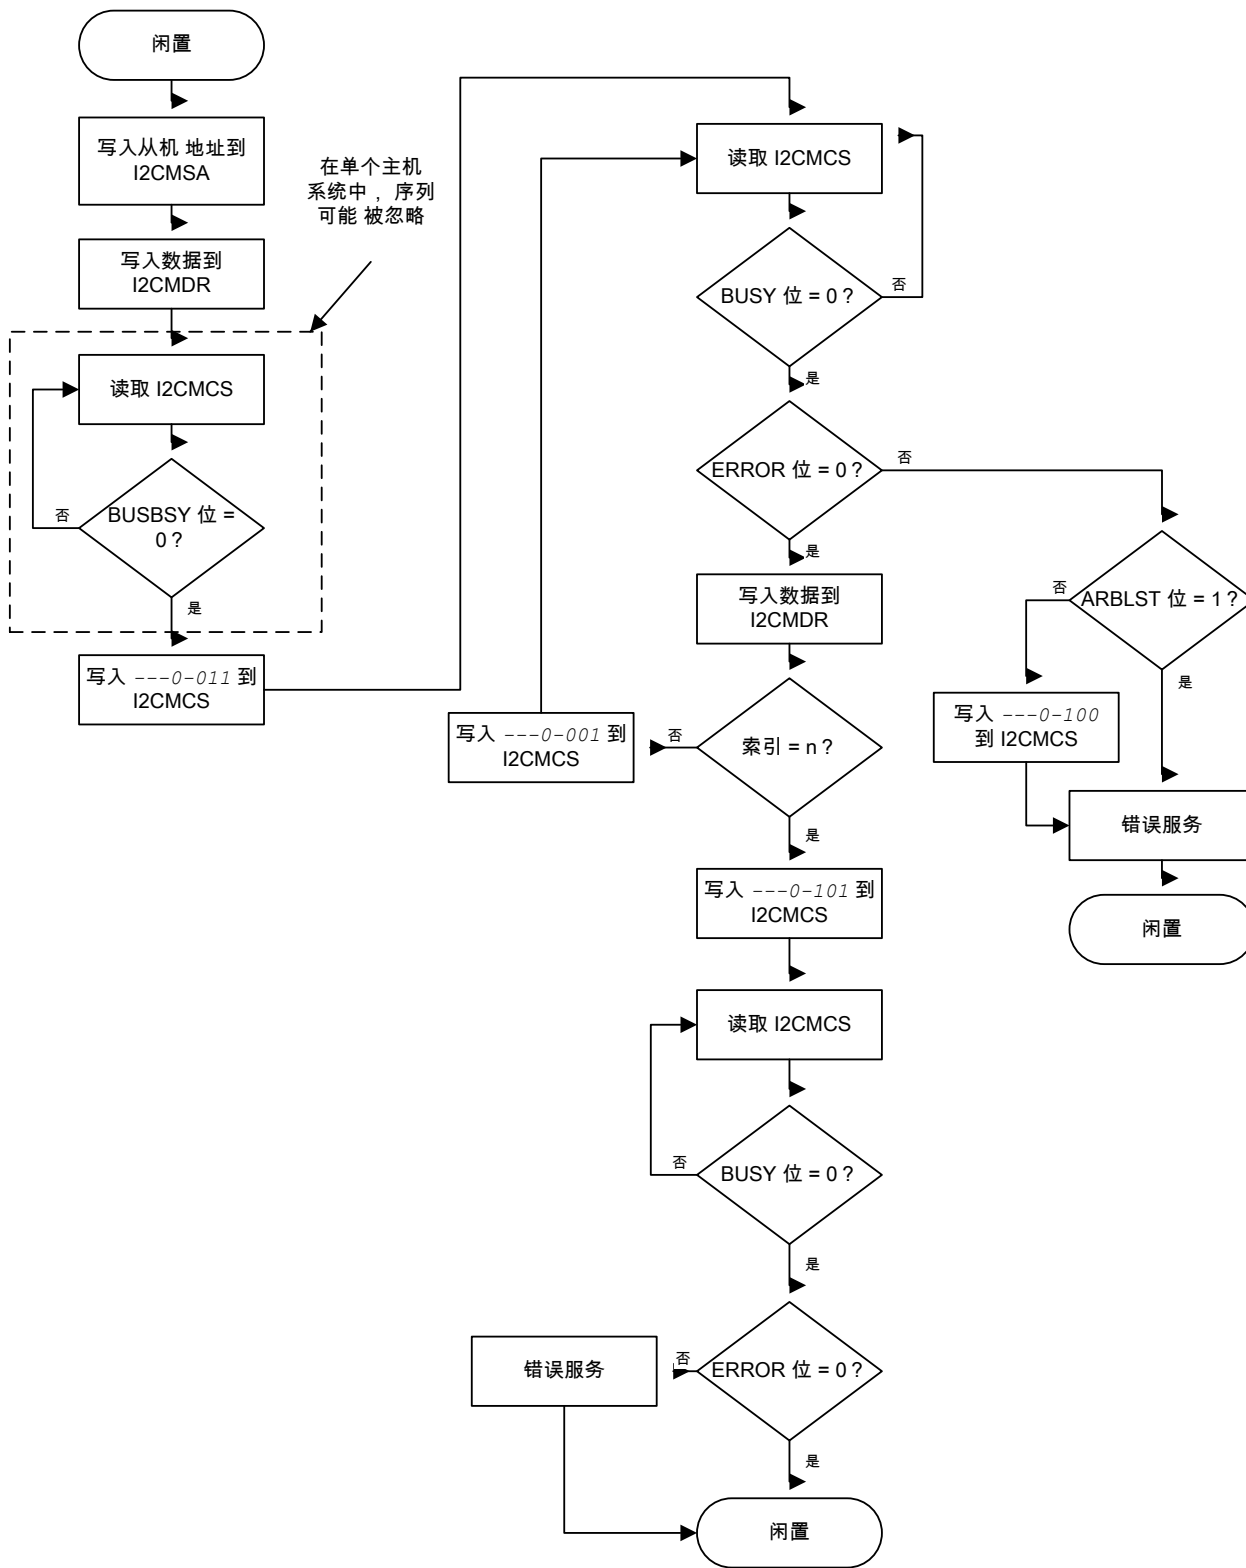 闲置
写入从机 地址到
I2CMSA
写入数据到
I2CMDR
在单个主机
系统中，序列
可能 被忽略
读取 I2CMCS
BUSBSY 位 =
0？
否
是
写入 ---0-011 到
I2CMCS
读取 I2CMCS
BUSY 位 = 0？
否
是
ERROR 位 = 0？
否
是
写入数据到
I2CMDR
索引 = n？
否
写入 ---0-001 到
I2CMCS
是
写入 ---0-101 到
I2CMCS
读取 I2CMCS
BUSY 位 = 0？
否
是
ERROR 位 = 0？
否
错误服务
是
闲置
ARBLST 位 = 1？
否
是
写入 ---0-100
到 I2CMCS
错误服务
闲置